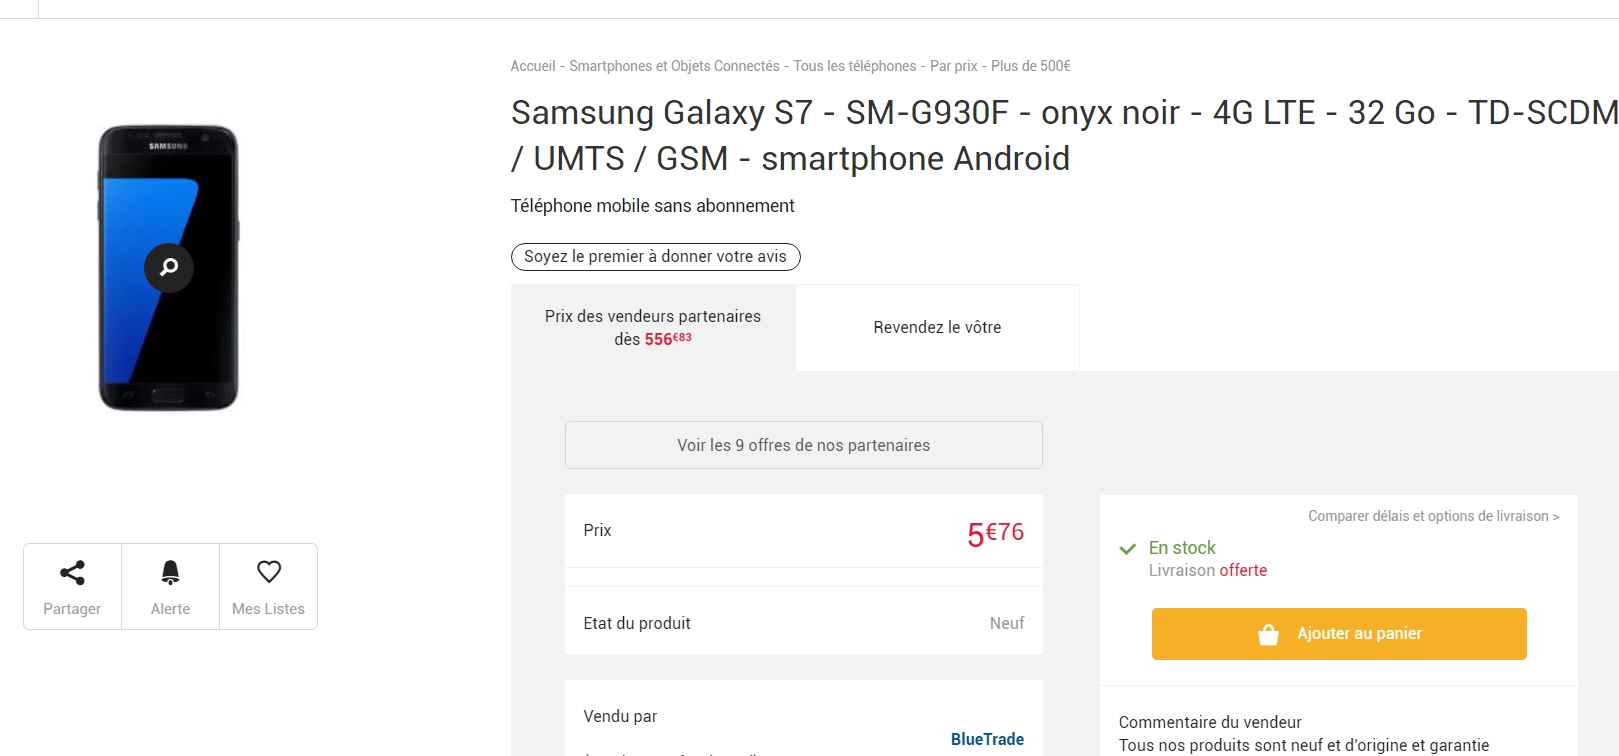 Accueil - Smartphones et Objets Connectés - Tous les téléphones - Par prix - Plus de 500€
Samsung Galaxy S7 - SM-G930F - onyx noir - 4G LTE - 32 Go - TD-SCDM
/ UMTS / GSM - smartphone Android
Téléphone mobile sans abonnement
Soyez le premier à donner votre avis
Prix des vendeurs partenaires
dès 556€83
Revendez le vôtre
SAMSUNG
Voir les 9 offres de nos partenaires
Prix
5€76
Etat du produit
Neuf
Vendu par
BlueTrade
Comparer délais et options de livraison >
En stock
Livraison offerte
Ajouter au panier
Commentaire du vendeur
Tous nos produits sont neuf et d'origine et garantie
Partager
Alerte
Mes Listes